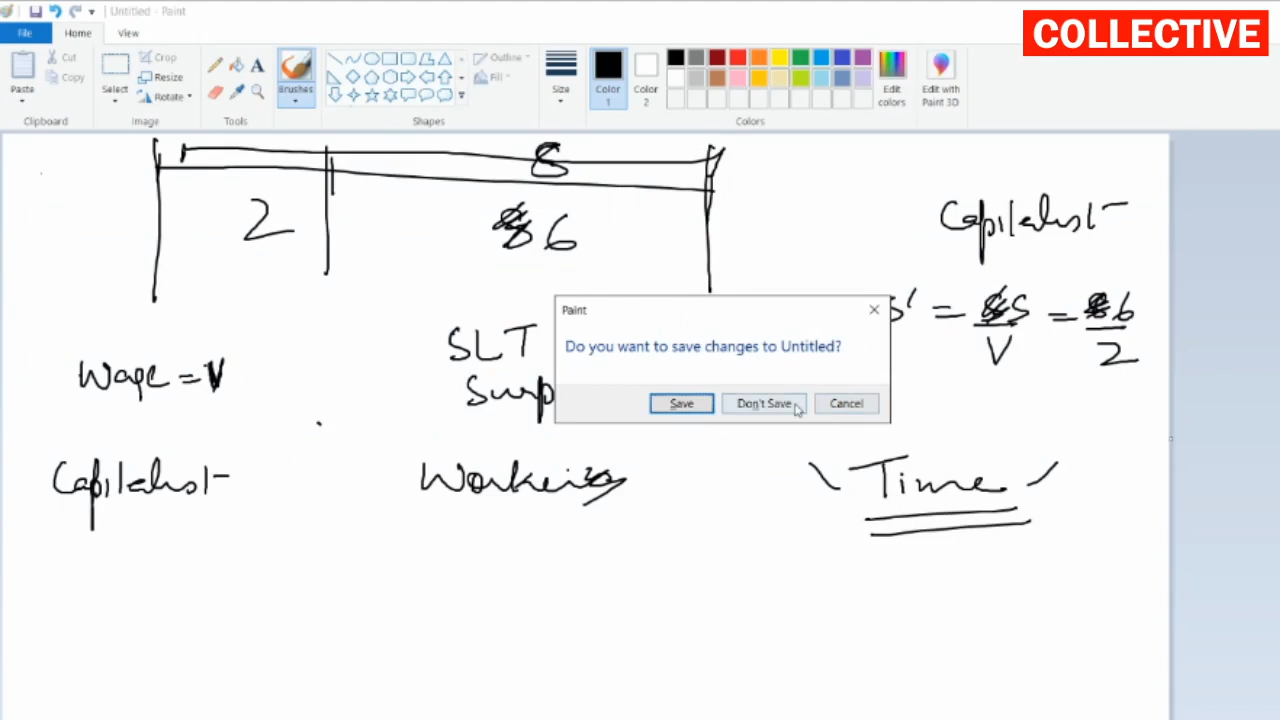 Untitled - Paint
COLLECTIVE
File Home View
Paste Cut Copy Select Crop Resize Rotate Brushes Outline Fill Size Color 1 Color 2 Edit colors Edit with Paint 3D
Clipboard Image Tools Shapes Colors
8
2 6
Capitalist
S' = S/V = 6/2
Paint
Do you want to save changes to Untitled?
Save Don't Save Cancel
SLT
Wage = V
Surp
Capitalist Workers Time